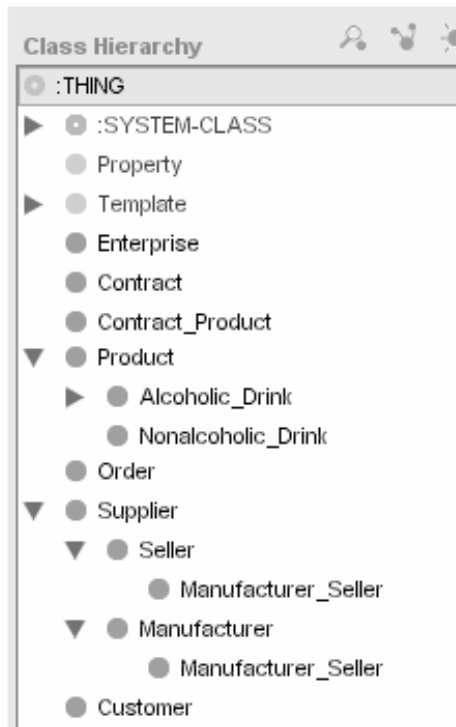 Class Hierarchy
:THING
:SYSTEM-CLASS
Property
Template
Enterprise
Contract
Contract_Product
Product
Alcoholic_Drink
Nonalcoholic_Drink
Order
Supplier
Seller
Manufacturer_Seller
Manufacturer
Manufacturer_Seller
Customer